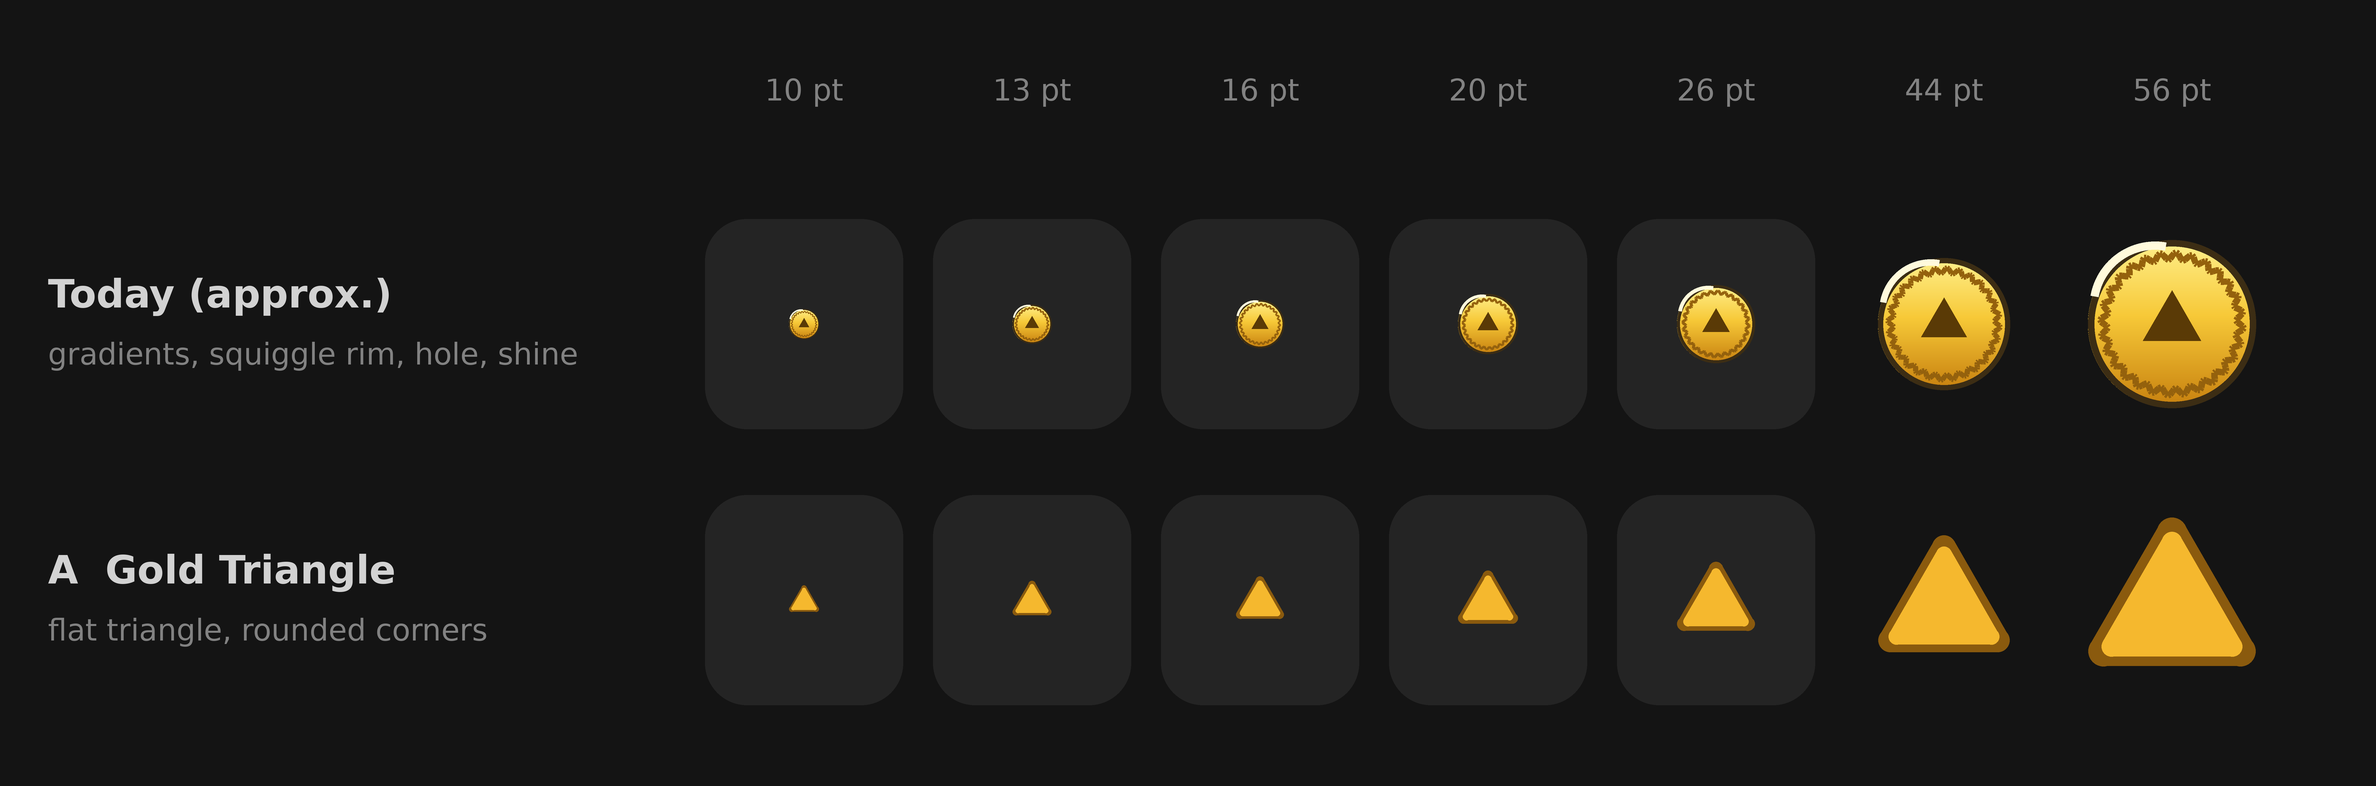 10 pt 13 pt 16 pt 20 pt 26 pt 44 pt 56 pt
Today (approx.)
gradients, squiggle rim, hole, shine
A Gold Triangle
flat triangle, rounded corners